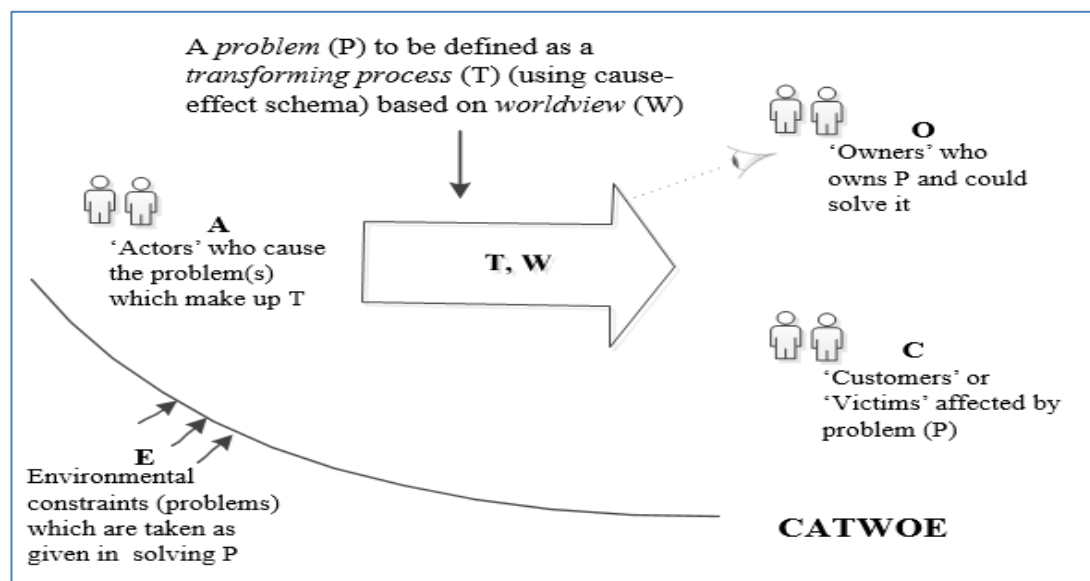 A problem (P) to be defined as a
transforming process (T) (using cause-
effect schema) based on worldview (W)
O
'Owners' who
owns P and could
solve it
A
'Actors' who cause
the problem(s)
which make up T
T, W
C
'Customers' or
'Victims' affected by
problem (P)
E
Environmental
constraints (problems)
which are taken as
given in solving P
CATWOE